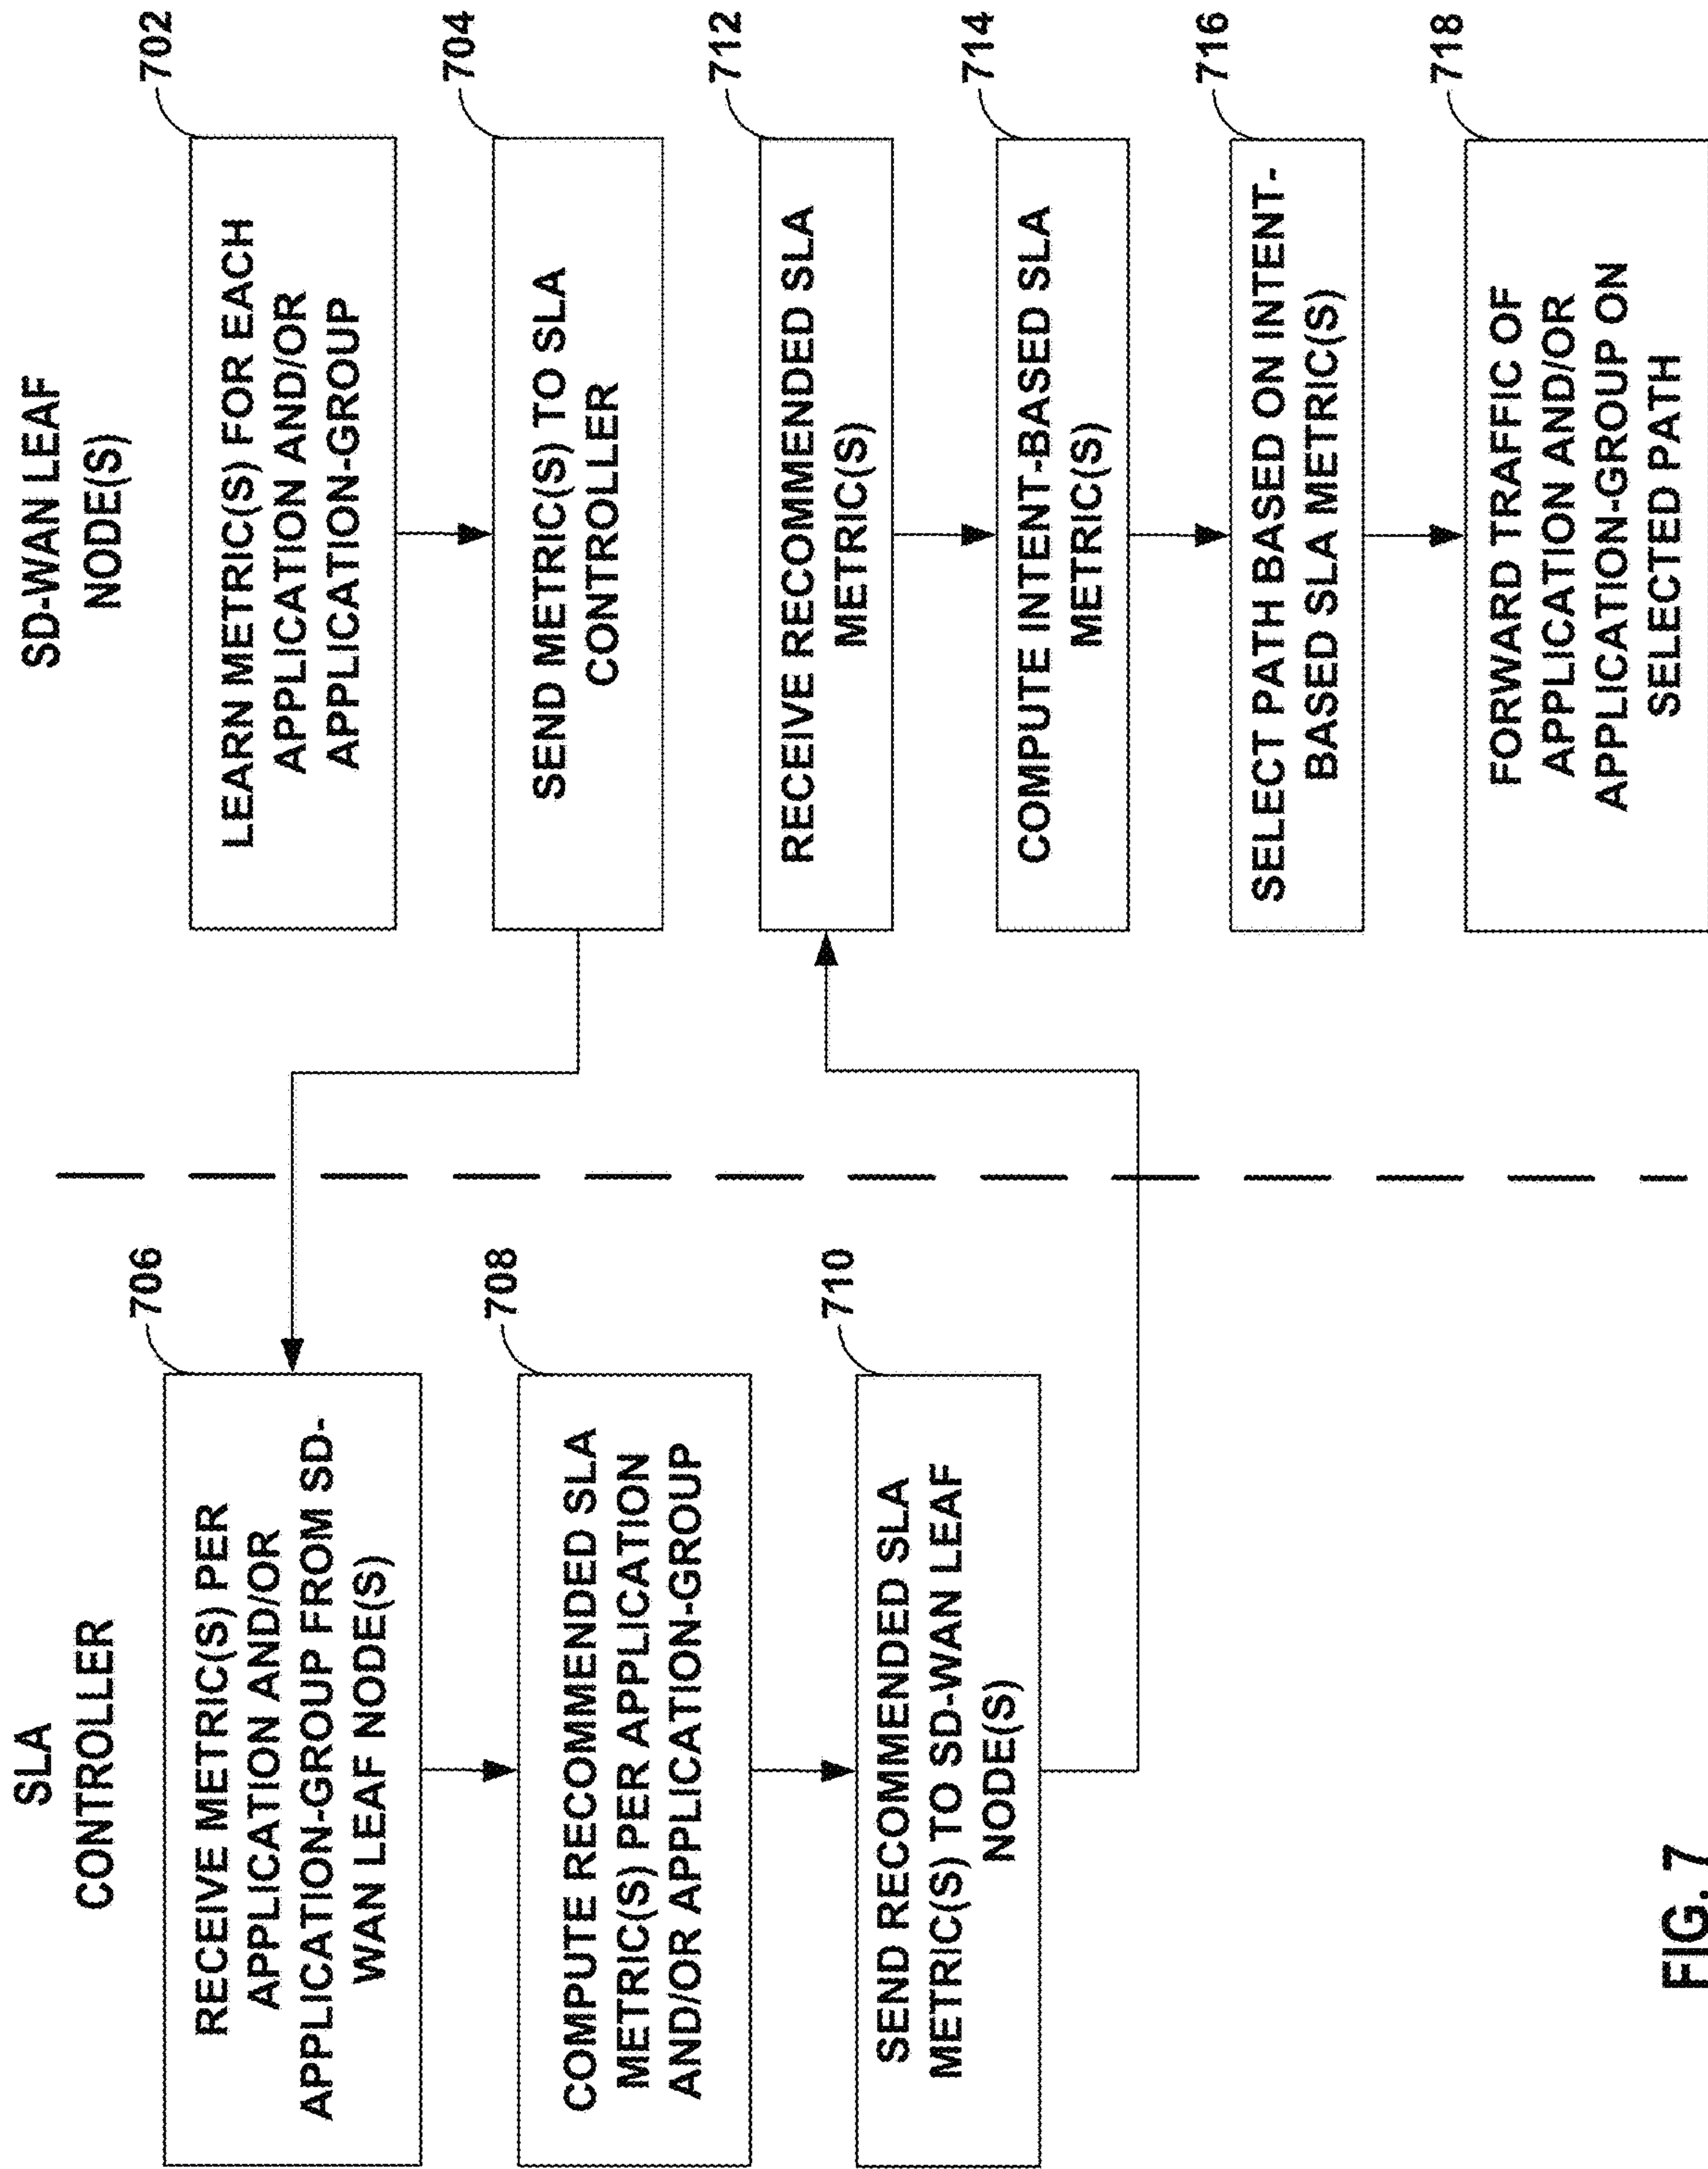 SLA
CONTROLLER
706
RECEIVE METRIC(S) PER
APPLICATION AND/OR
APPLICATION-GROUP FROM SD-
WAN LEAF NODE(S)
708
COMPUTE RECOMMENDED SLA
METRIC(S) PER APPLICATION
AND/OR APPLICATION-GROUP
710
SEND RECOMMENDED SLA
METRIC(S) TO SD-WAN LEAF
NODE(S)
SD-WAN LEAF
NODE(S)
702
LEARN METRIC(S) FOR EACH
APPLICATION AND/OR
APPLICATION-GROUP
704
SEND METRIC(S) TO SLA
CONTROLLER
712
RECEIVE RECOMMENDED SLA
METRIC(S)
714
COMPUTE INTENT-BASED SLA
METRIC(S)
716
SELECT PATH BASED ON INTENT-
BASED SLA METRIC(S)
718
FORWARD TRAFFIC OF
APPLICATION AND/OR
APPLICATION-GROUP ON
SELECTED PATH
FIG. 7